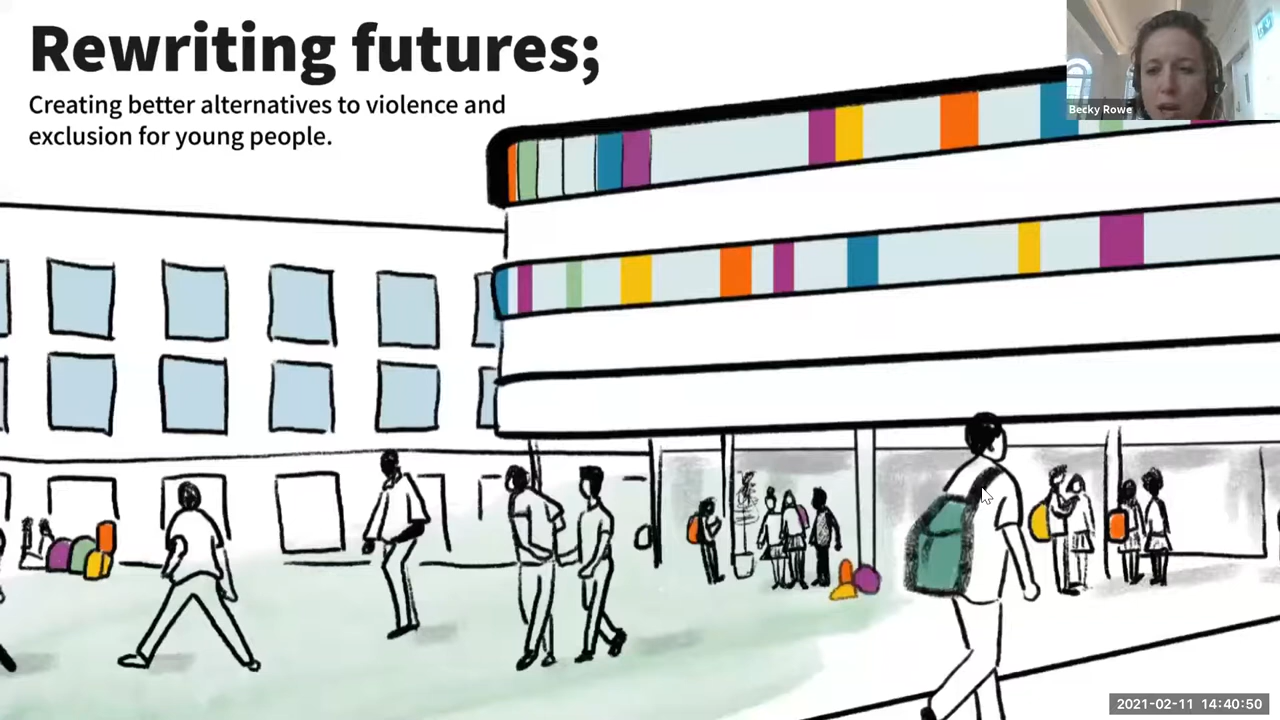 Rewriting futures;
Creating better alternatives to violence and
exclusion for young people.
Becky Rowe
2021-02-11 14:40:50